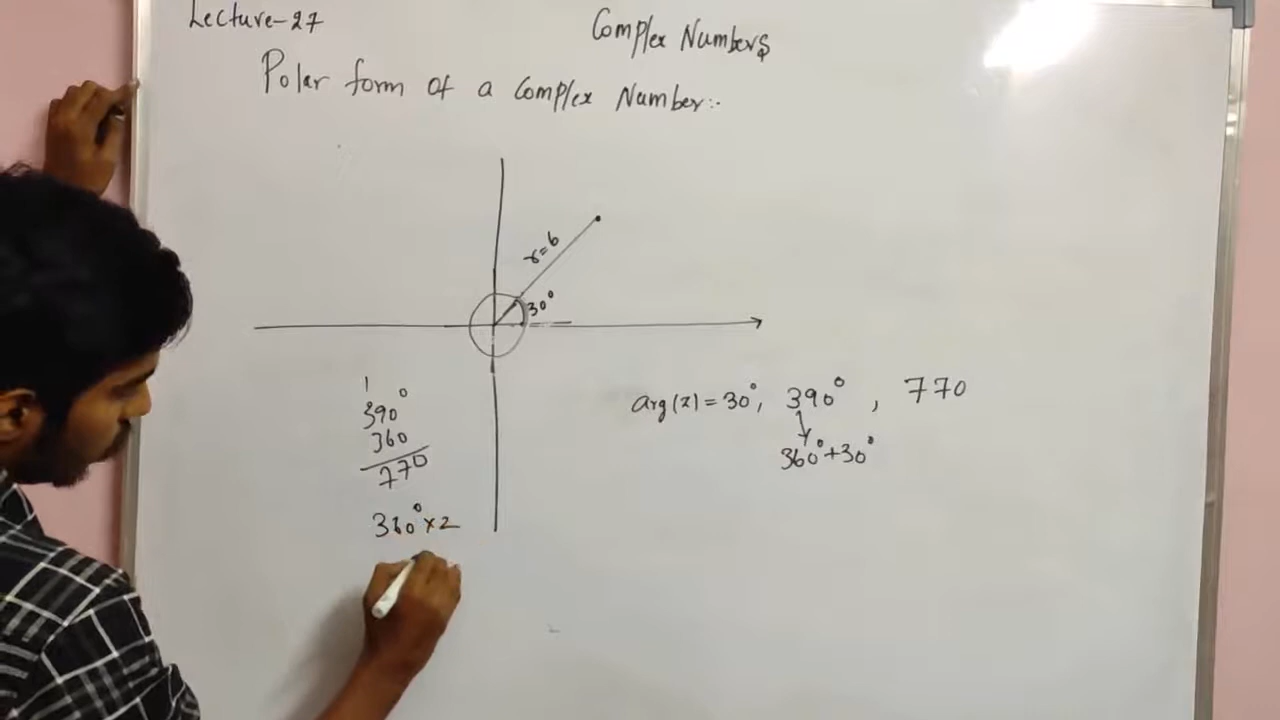 Lecture-27
Complex Numbers
Polar form of a Complex Number:-
r=6
30°
1
390°
360
770
360°×2
arg(z)=30°, 390°, 770
360°+30°